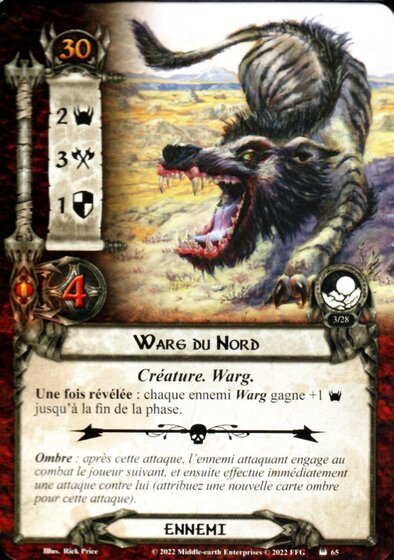 30
2
3
1
4
3/28
Warg du Nord
Créature. Warg.
Une fois révélée : chaque ennemi Warg gagne +1
jusqu'à la fin de la phase.
Ombre : après cette attaque, l'ennemi attaquant engage au
combat le joueur suivant, et ensuite effectue immédiatement
une attaque contre lui (attribuez une nouvelle carte ombre
pour cette attaque).
ENNEMI
Illus. Rick Price © 2022 Middle-earth Enterprises © 2022 FFG 65